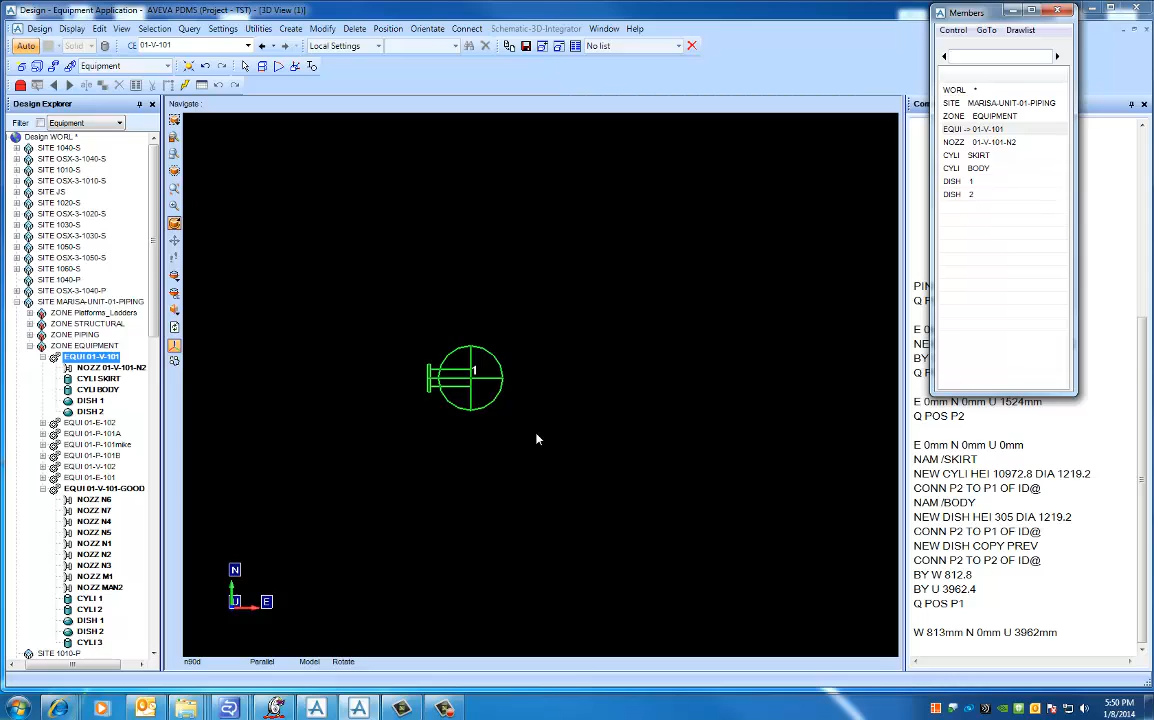 Design - Equipment Application - AVEVA PDMS (Project - TST) - [3D View (1)]
Design Display Edit View Selection Query Settings Utilities Create Modify Delete Position Orientate Connect Schematic-3D-Integrator Window Help
Auto Solid CE 01-V-101 Local Settings No list
Equipment
Design Explorer
Filter Equipment
Design WORL *
SITE 1040-S
SITE OSX-3-1040-S
SITE 1010-S
SITE OSX-3-1010-S
SITE JS
SITE 1020-S
SITE OSX-3-1020-S
SITE 1030-S
SITE OSX-3-1030-S
SITE 1050-S
SITE OSX-3-1050-S
SITE 1060-S
SITE 1040-P
SITE OSX-3-1040-P
SITE MARISA-UNIT-01-PIPING
ZONE Platforms_Ladders
ZONE STRUCTURAL
ZONE PIPING
ZONE EQUIPMENT
EQUI 01-V-101
NOZZ 01-V-101-N2
CYLI SKIRT
CYLI BODY
DISH 1
DISH 2
EQUI 01-E-102
EQUI 01-P-101A
EQUI 01-P-101mike
EQUI 01-P-101B
EQUI 01-V-102
EQUI 01-E-101
EQUI 01-V-101-GOOD
NOZZ N6
NOZZ N7
NOZZ N4
NOZZ N5
NOZZ N1
NOZZ N2
NOZZ N3
NOZZ M1
NOZZ MAN2
CYLI 1
CYLI 2
DISH 1
DISH 2
CYLI 3
SITE 1010-P
Navigate :
1
N
U E
n90d Parallel Model Rotate
Members
Control GoTo Drawlist
WORL *
SITE MARISA-UNIT-01-PIPING
ZONE EQUIPMENT
EQUI -> 01-V-101
NOZZ 01-V-101-N2
CYLI SKIRT
CYLI BODY
DISH 1
DISH 2
E 0mm N 0mm U 1524mm
Q POS P2
E 0mm N 0mm U 0mm
NAM /SKIRT
NEW CYLI HEI 10972.8 DIA 1219.2
CONN P2 TO P1 OF ID@
NAM /BODY
NEW DISH HEI 305 DIA 1219.2
CONN P2 TO P1 OF ID@
NEW DISH COPY PREV
CONN P2 TO P2 OF ID@
BY W 812.8
BY U 3962.4
Q POS P1
W 813mm N 0mm U 3962mm
5:50 PM
1/8/2014